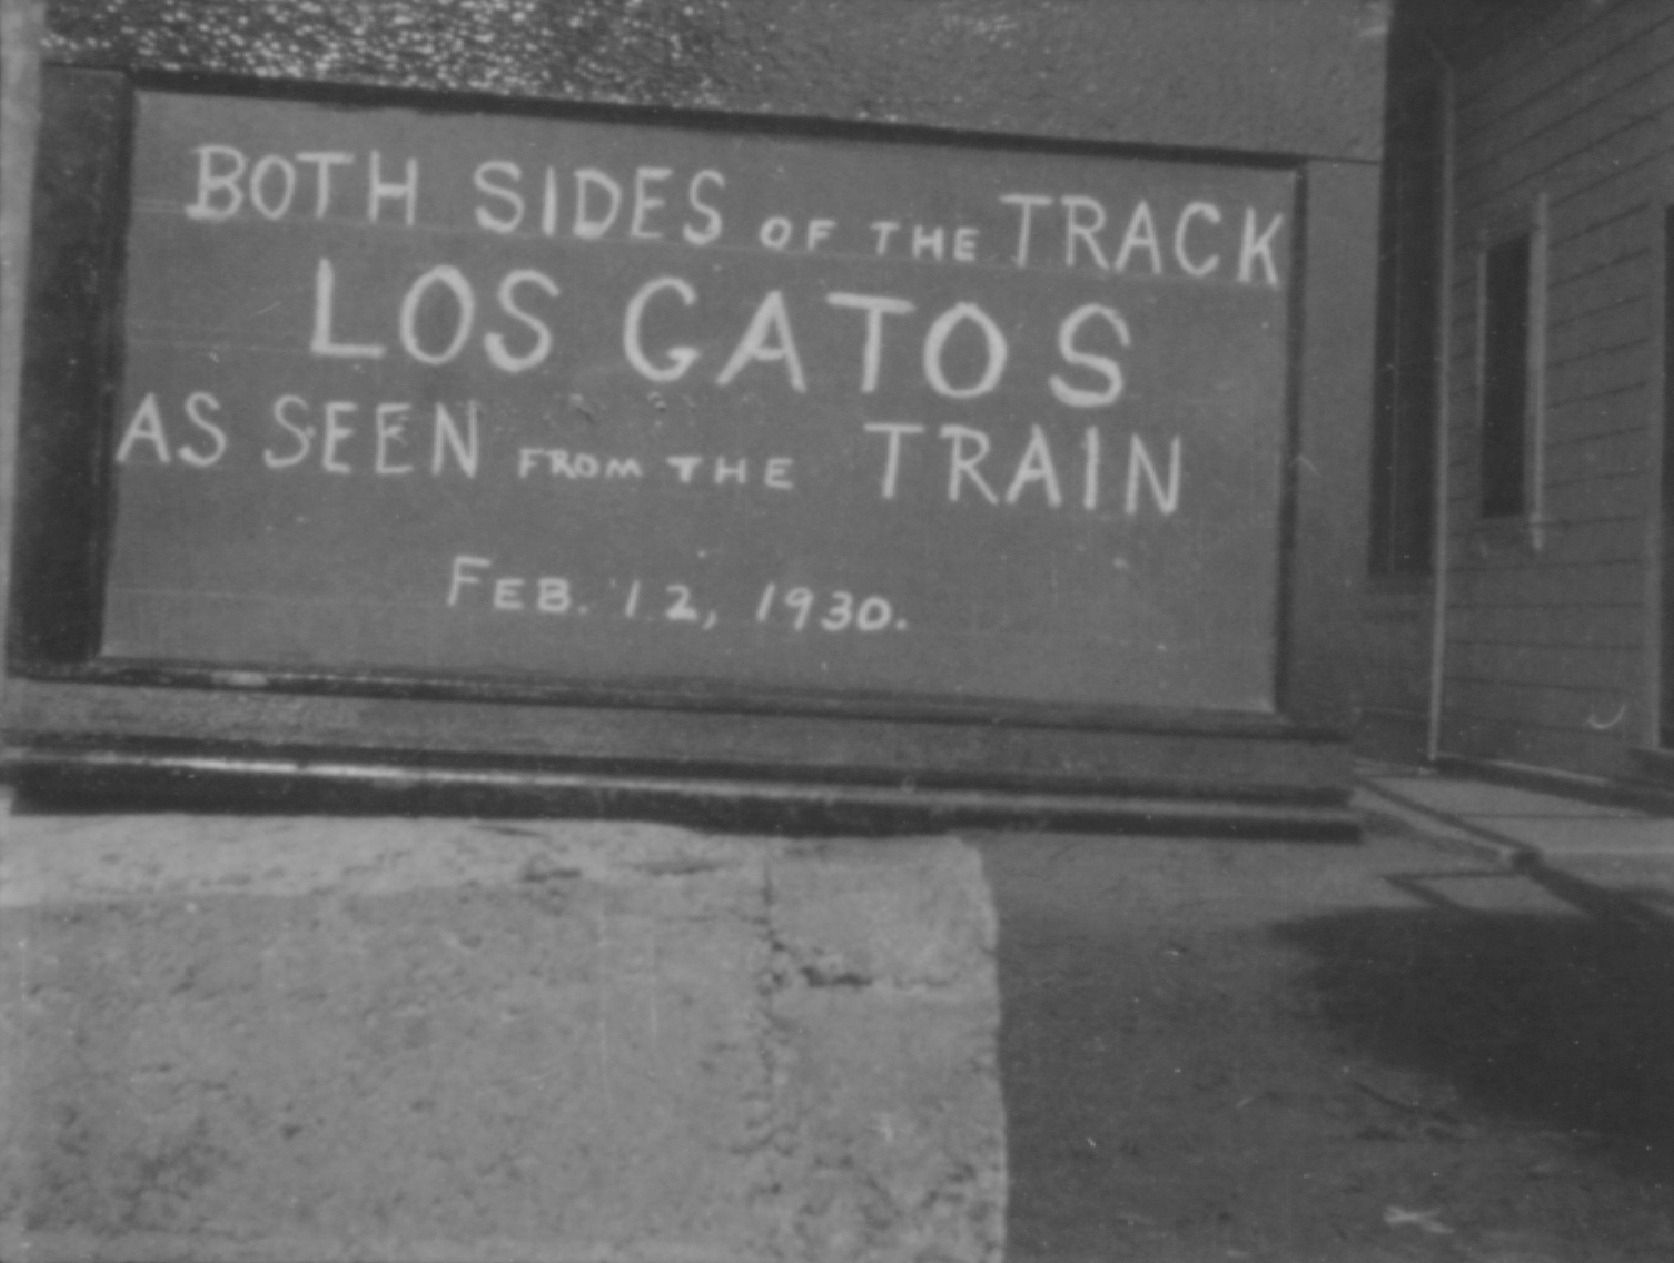 BOTH SIDES OF THE TRACK
LOS GATOS
AS SEEN FROM THE TRAIN
FEB. 12, 1930.